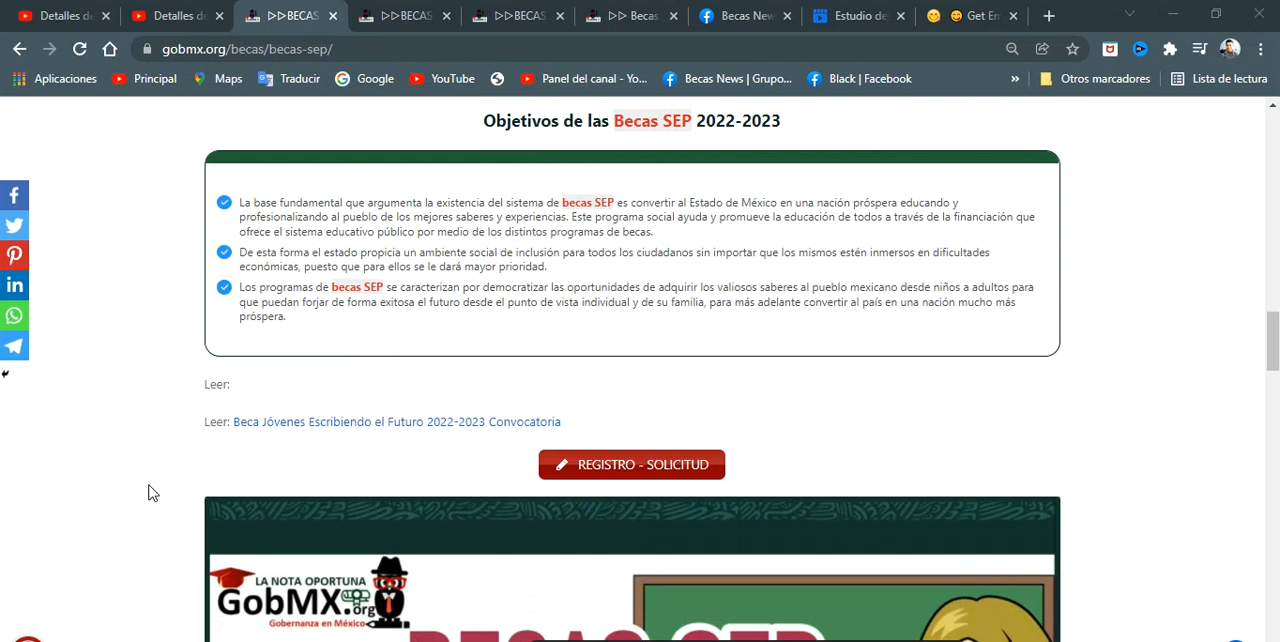 Detalles de
Detalles de
▷▷BECAS
▷▷BECAS
▷▷BECAS
▷▷ Becas
Becas New
Estudio de
Get Em
gobmx.org/becas/becas-sep/
Aplicaciones
Principal
Maps
Traducir
Google
YouTube
Panel del canal - Yo...
Becas News | Grupo...
Black | Facebook
»
Otros marcadores
Lista de lectura
Objetivos de las Becas SEP 2022-2023
La base fundamental que argumenta la existencia del sistema de becas SEP es convertir al Estado de México en una nación próspera educando y
profesionalizando al pueblo de los mejores saberes y experiencias. Este programa social ayuda y promueve la educación de todos a través de la financiación que
ofrece el sistema educativo público por medio de los distintos programas de becas.
De esta forma el estado propicia un ambiente social de inclusión para todos los ciudadanos sin importar que los mismos estén inmersos en dificultades
económicas, puesto que para ellos se le dará mayor prioridad.
Los programas de becas SEP se caracterizan por democratizar las oportunidades de adquirir los valiosos saberes al pueblo mexicano desde niños a adultos para
que puedan forjar de forma exitosa el futuro desde el punto de vista individual y de su familia, para más adelante convertir al país en una nación mucho más
próspera.
Leer:
Leer: Beca Jóvenes Escribiendo el Futuro 2022-2023 Convocatoria
REGISTRO - SOLICITUD
LA NOTA OPORTUNA
GobMX.org
Gobernanza en México
BECAS SEP